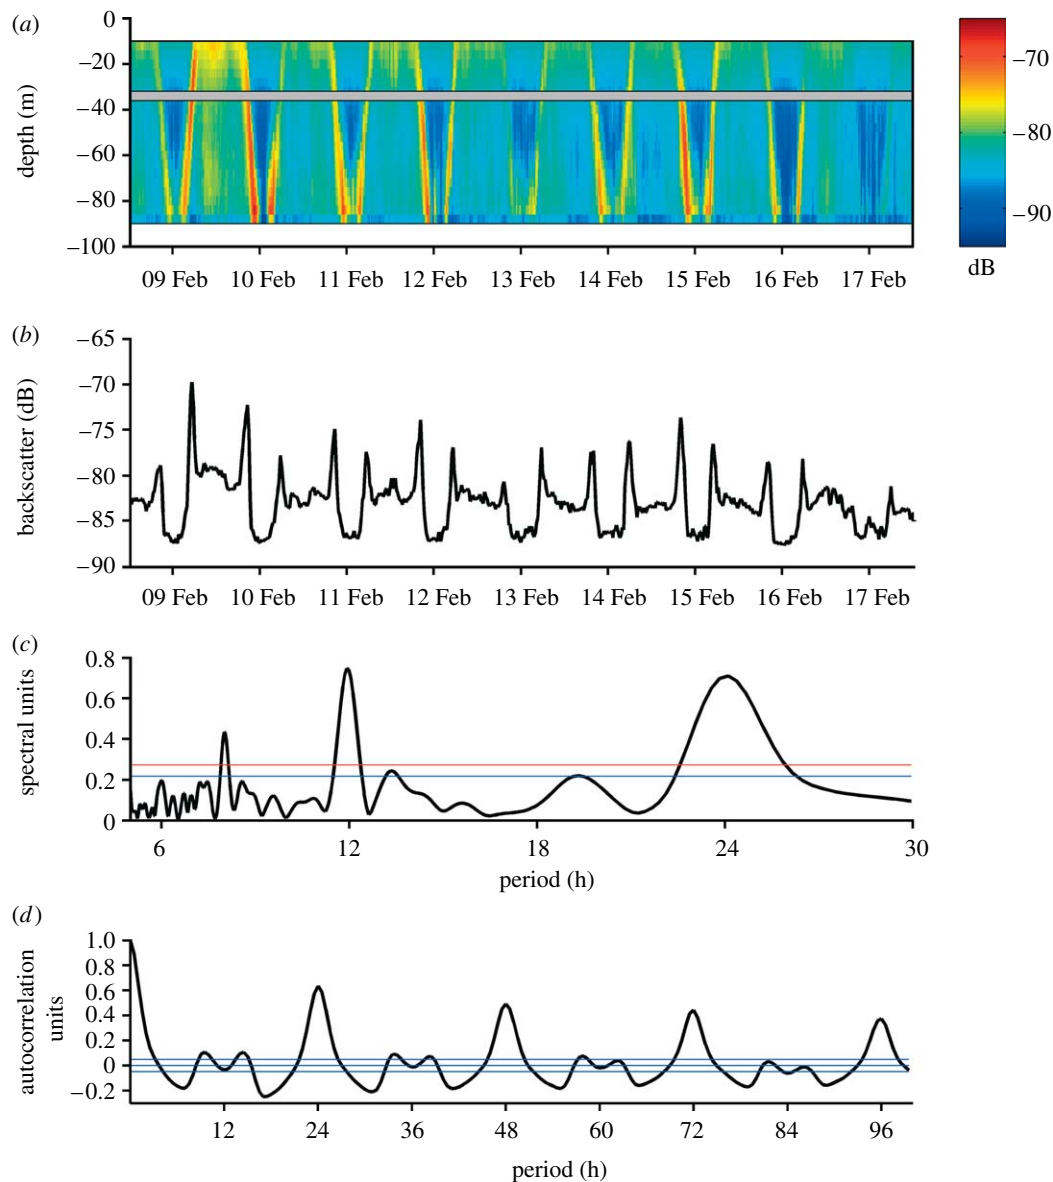 (a)
depth (m)
0
–20
–40
–60
–80
–100
09 Feb 10 Feb 11 Feb 12 Feb 13 Feb 14 Feb 15 Feb 16 Feb 17 Feb
–70
–80
–90
dB
(b)
backscatter (dB)
–65
–70
–75
–80
–85
–90
09 Feb 10 Feb 11 Feb 12 Feb 13 Feb 14 Feb 15 Feb 16 Feb 17 Feb
(c)
spectral units
0.8
0.6
0.4
0.2
0
6 12 18 24 30
period (h)
(d)
autocorrelation
units
1.0
0.8
0.6
0.4
0.2
0
–0.2
12 24 36 48 60 72 84 96
period (h)